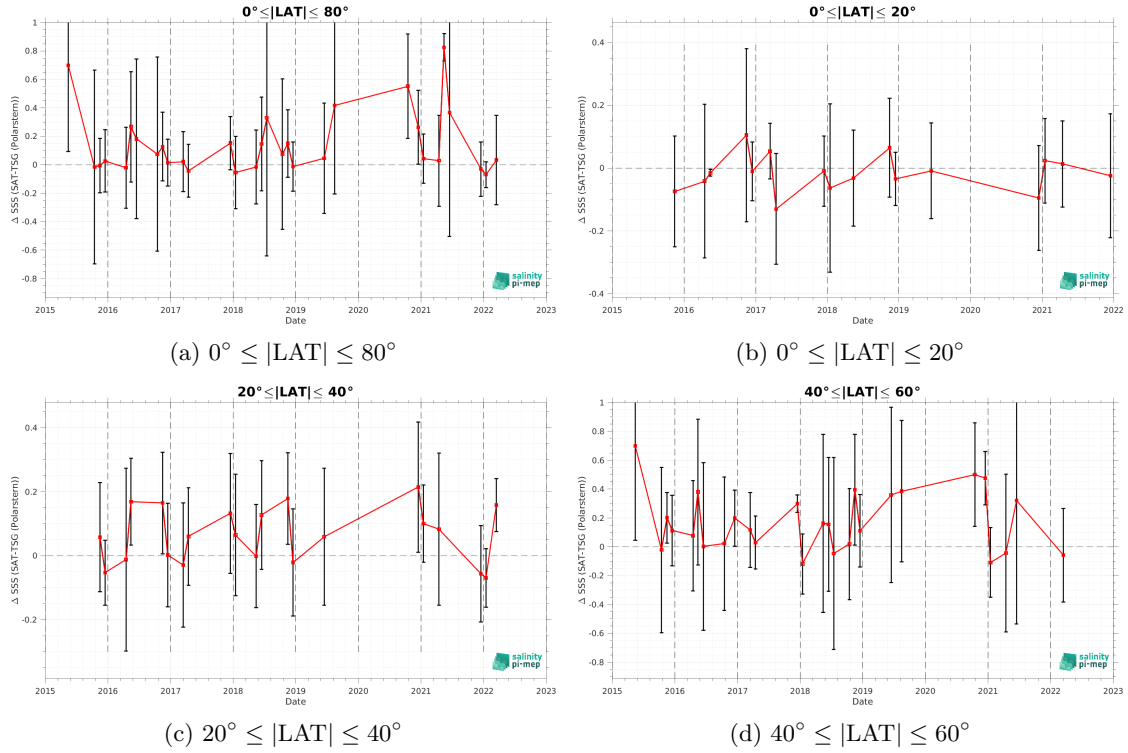 0°≤|LAT|≤ 80°
Δ SSS (SAT-TSG (Polarstern))
1
0.8
0.6
0.4
0.2
0
-0.2
-0.4
-0.6
-0.8
2015 2016 2017 2018 2019 2020 2021 2022 2023
Date
salinity
pi-mep
(a) 0° ≤ |LAT| ≤ 80°
0°≤|LAT|≤ 20°
Δ SSS (SAT-TSG (Polarstern))
0.4
0.2
0
-0.2
-0.4
2015 2016 2017 2018 2019 2020 2021 2022
Date
salinity
pi-mep
(b) 0° ≤ |LAT| ≤ 20°
20°≤|LAT|≤ 40°
Δ SSS (SAT-TSG (Polarstern))
0.4
0.2
0
-0.2
2015 2016 2017 2018 2019 2020 2021 2022 2023
Date
salinity
pi-mep
(c) 20° ≤ |LAT| ≤ 40°
40°≤|LAT|≤ 60°
Δ SSS (SAT-TSG (Polarstern))
1
0.8
0.6
0.4
0.2
0
-0.2
-0.4
-0.6
-0.8
2015 2016 2017 2018 2019 2020 2021 2022 2023
Date
salinity
pi-mep
(d) 40° ≤ |LAT| ≤ 60°